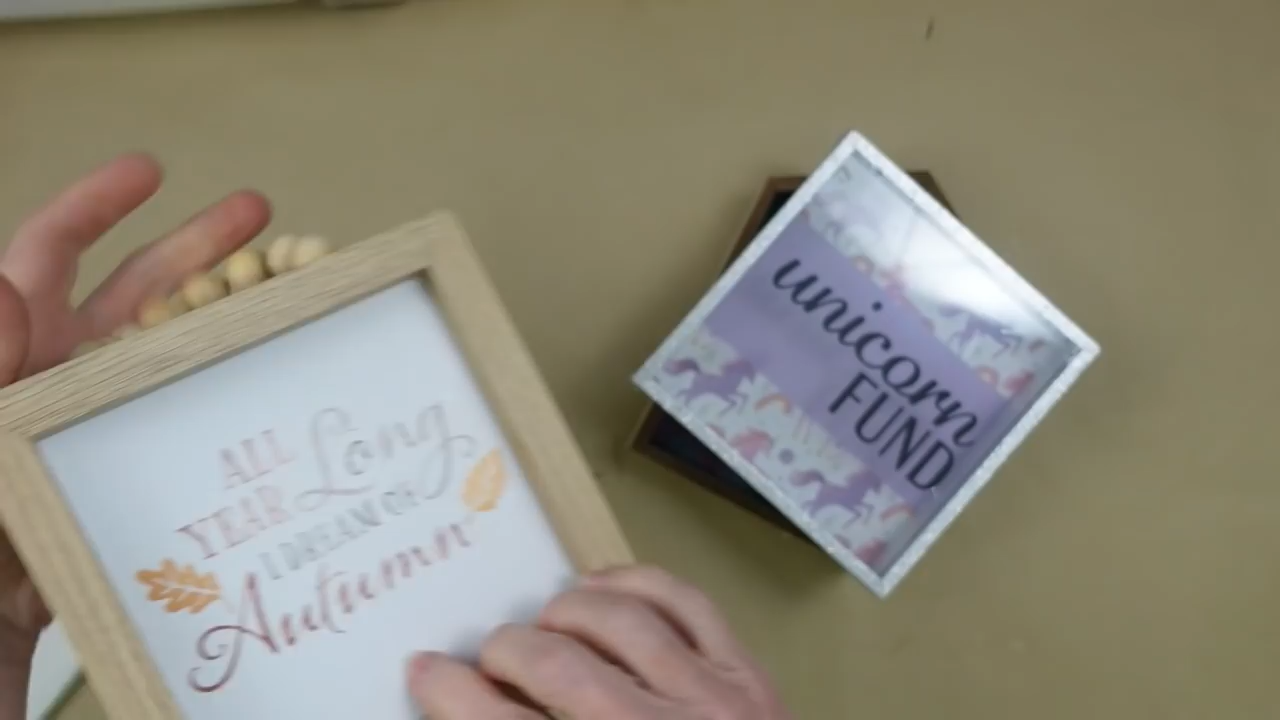 ALL
YEAR Long
I DREAM OF
Autumn
unicorn
FUND